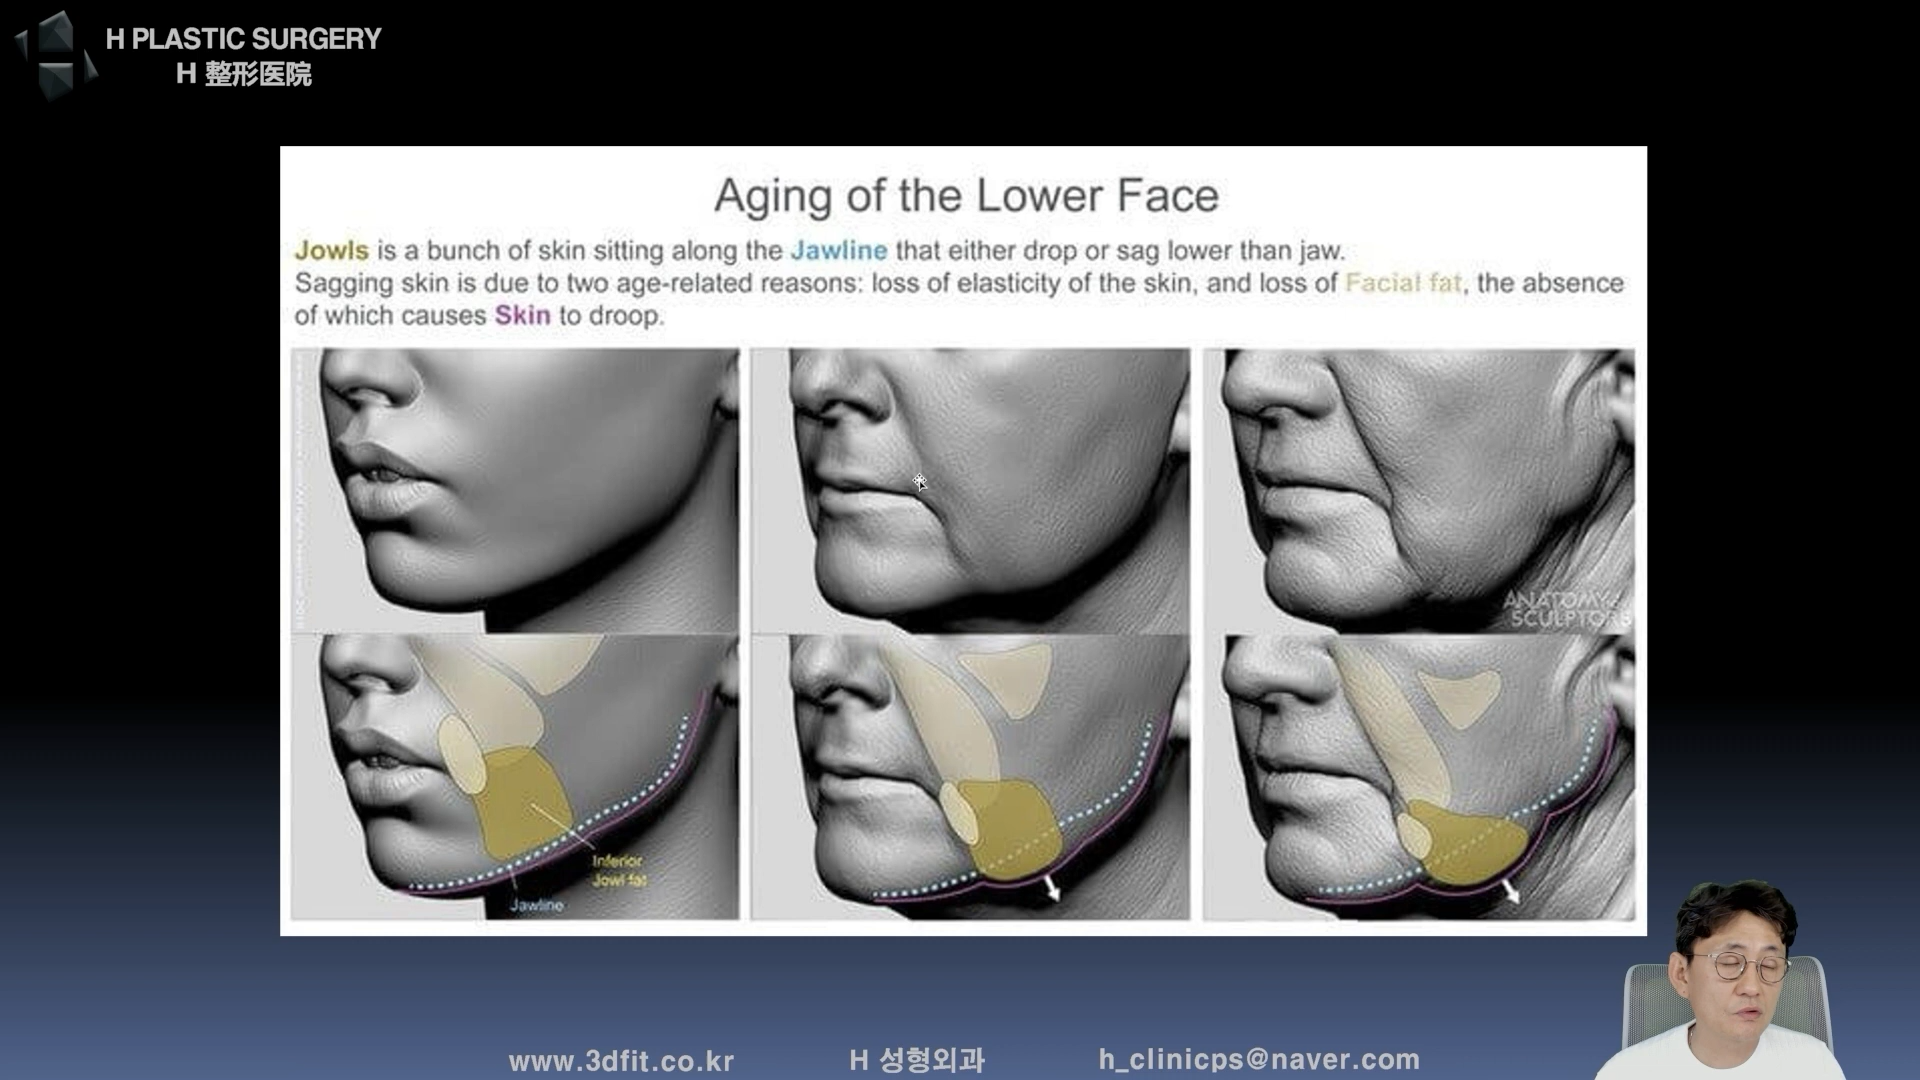 H PLASTIC SURGERY
H 整形医院
Aging of the Lower Face
Jowls is a bunch of skin sitting along the Jawline that either drop or sag lower than jaw.
Sagging skin is due to two age-related reasons: loss of elasticity of the skin, and loss of Facial fat, the absence
of which causes Skin to droop.
ANATOMY
SCULPTORS
Inferior
Jowl fat
Jawline
www.3dfit.co.kr
H 성형외과
h_clinicps@naver.com